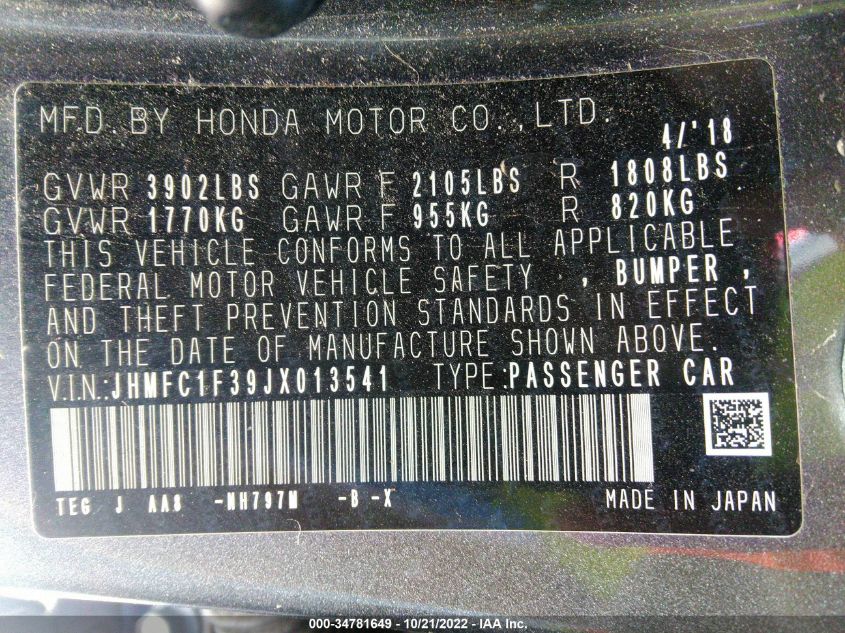 MFD. BY HONDA MOTOR CO., LTD. 4/'18
GVWR 3902LBS GAWR F 2105LBS R 1808LBS
GVWR 1770KG GAWR F 955KG R 820KG
THIS VEHICLE CONFORMS TO ALL APPLICABLE
FEDERAL MOTOR VEHICLE SAFETY , BUMPER ,
AND THEFT PREVENTION STANDARDS IN EFFECT
ON THE DATE OF MANUFACTURE SHOWN ABOVE.
V.I.N.:JHMFC1F39JX013541 TYPE:PASSENGER CAR
TEG J AA8 -NH797M -B -X MADE IN JAPAN
000-34781649 - 10/21/2022 - IAA Inc.